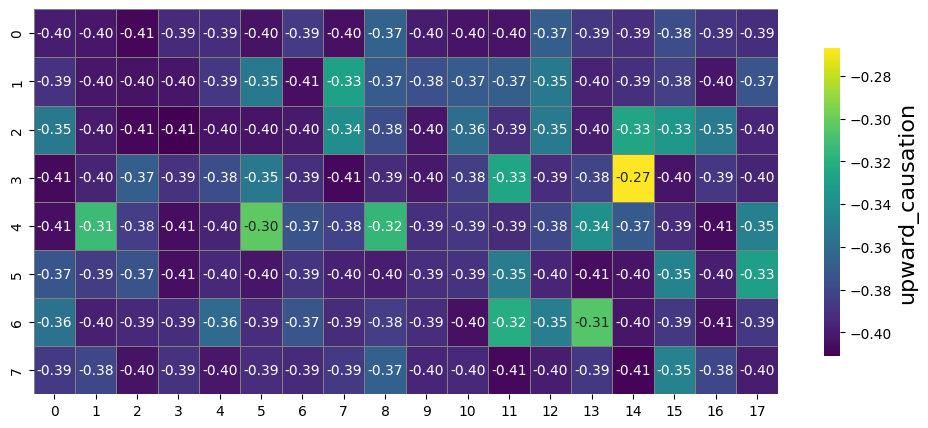 0 -0.40 -0.40 -0.41 -0.39 -0.39 -0.40 -0.39 -0.40 -0.37 -0.40 -0.40 -0.40 -0.37 -0.39 -0.39 -0.38 -0.39 -0.39
1 -0.39 -0.40 -0.40 -0.40 -0.39 -0.35 -0.41 -0.33 -0.37 -0.38 -0.37 -0.37 -0.35 -0.40 -0.39 -0.38 -0.40 -0.37
2 -0.35 -0.40 -0.41 -0.41 -0.40 -0.40 -0.40 -0.34 -0.38 -0.40 -0.36 -0.39 -0.35 -0.40 -0.33 -0.33 -0.35 -0.40
3 -0.41 -0.40 -0.37 -0.39 -0.38 -0.35 -0.39 -0.41 -0.39 -0.40 -0.38 -0.33 -0.39 -0.38 -0.27 -0.40 -0.39 -0.40
4 -0.41 -0.31 -0.38 -0.41 -0.40 -0.30 -0.37 -0.38 -0.32 -0.39 -0.39 -0.39 -0.38 -0.34 -0.37 -0.39 -0.41 -0.35
5 -0.37 -0.39 -0.37 -0.41 -0.40 -0.40 -0.39 -0.40 -0.40 -0.39 -0.39 -0.35 -0.40 -0.41 -0.40 -0.35 -0.40 -0.33
6 -0.36 -0.40 -0.39 -0.39 -0.36 -0.39 -0.37 -0.39 -0.38 -0.39 -0.40 -0.32 -0.35 -0.31 -0.40 -0.39 -0.41 -0.39
7 -0.39 -0.38 -0.40 -0.39 -0.40 -0.39 -0.39 -0.39 -0.37 -0.40 -0.40 -0.41 -0.40 -0.39 -0.41 -0.35 -0.38 -0.40
0 1 2 3 4 5 6 7 8 9 10 11 12 13 14 15 16 17
-0.28
-0.30
-0.32
-0.34
-0.36
-0.38
-0.40
upward_causation